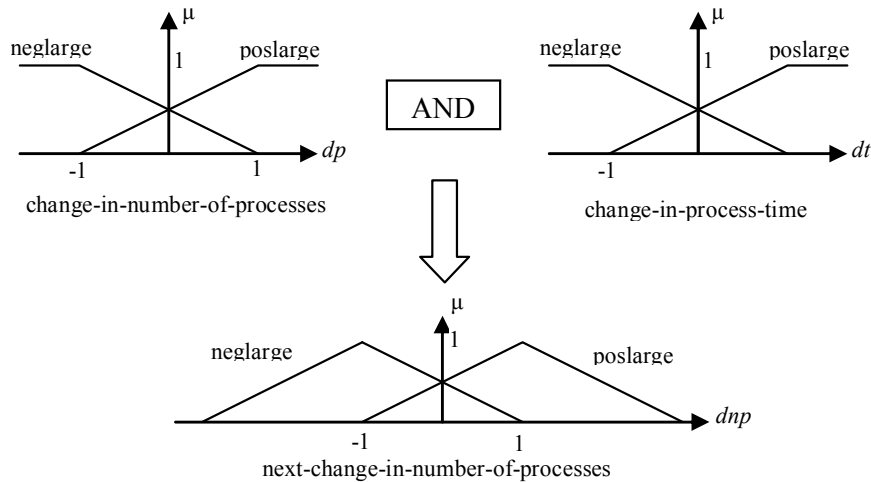 μ
μ
neglarge
poslarge
neglarge
poslarge
1
1
AND
-1
1
dp
-1
dt
change-in-number-of-processes
change-in-process-time
μ
neglarge
1
poslarge
-1
1
dnp
next-change-in-number-of-processes